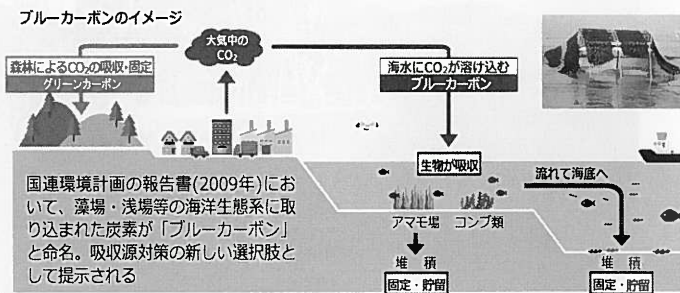 ブルーカーボンのイメージ
大気中の
CO₂
森林によるCO₂の吸収・固定
グリーンカーボン
海水にCO₂が溶け込む
ブルーカーボン
生物が吸収
流れて海底へ
国連環境計画の報告書(2009年)にお
いて、藻場・浅場等の海洋生態系に取
り込まれた炭素が「ブルーカーボン」
と命名。吸収源対策の新しい選択肢と
して提示される
アマモ場
コンブ類
堆積
固定・貯留
堆積
固定・貯留